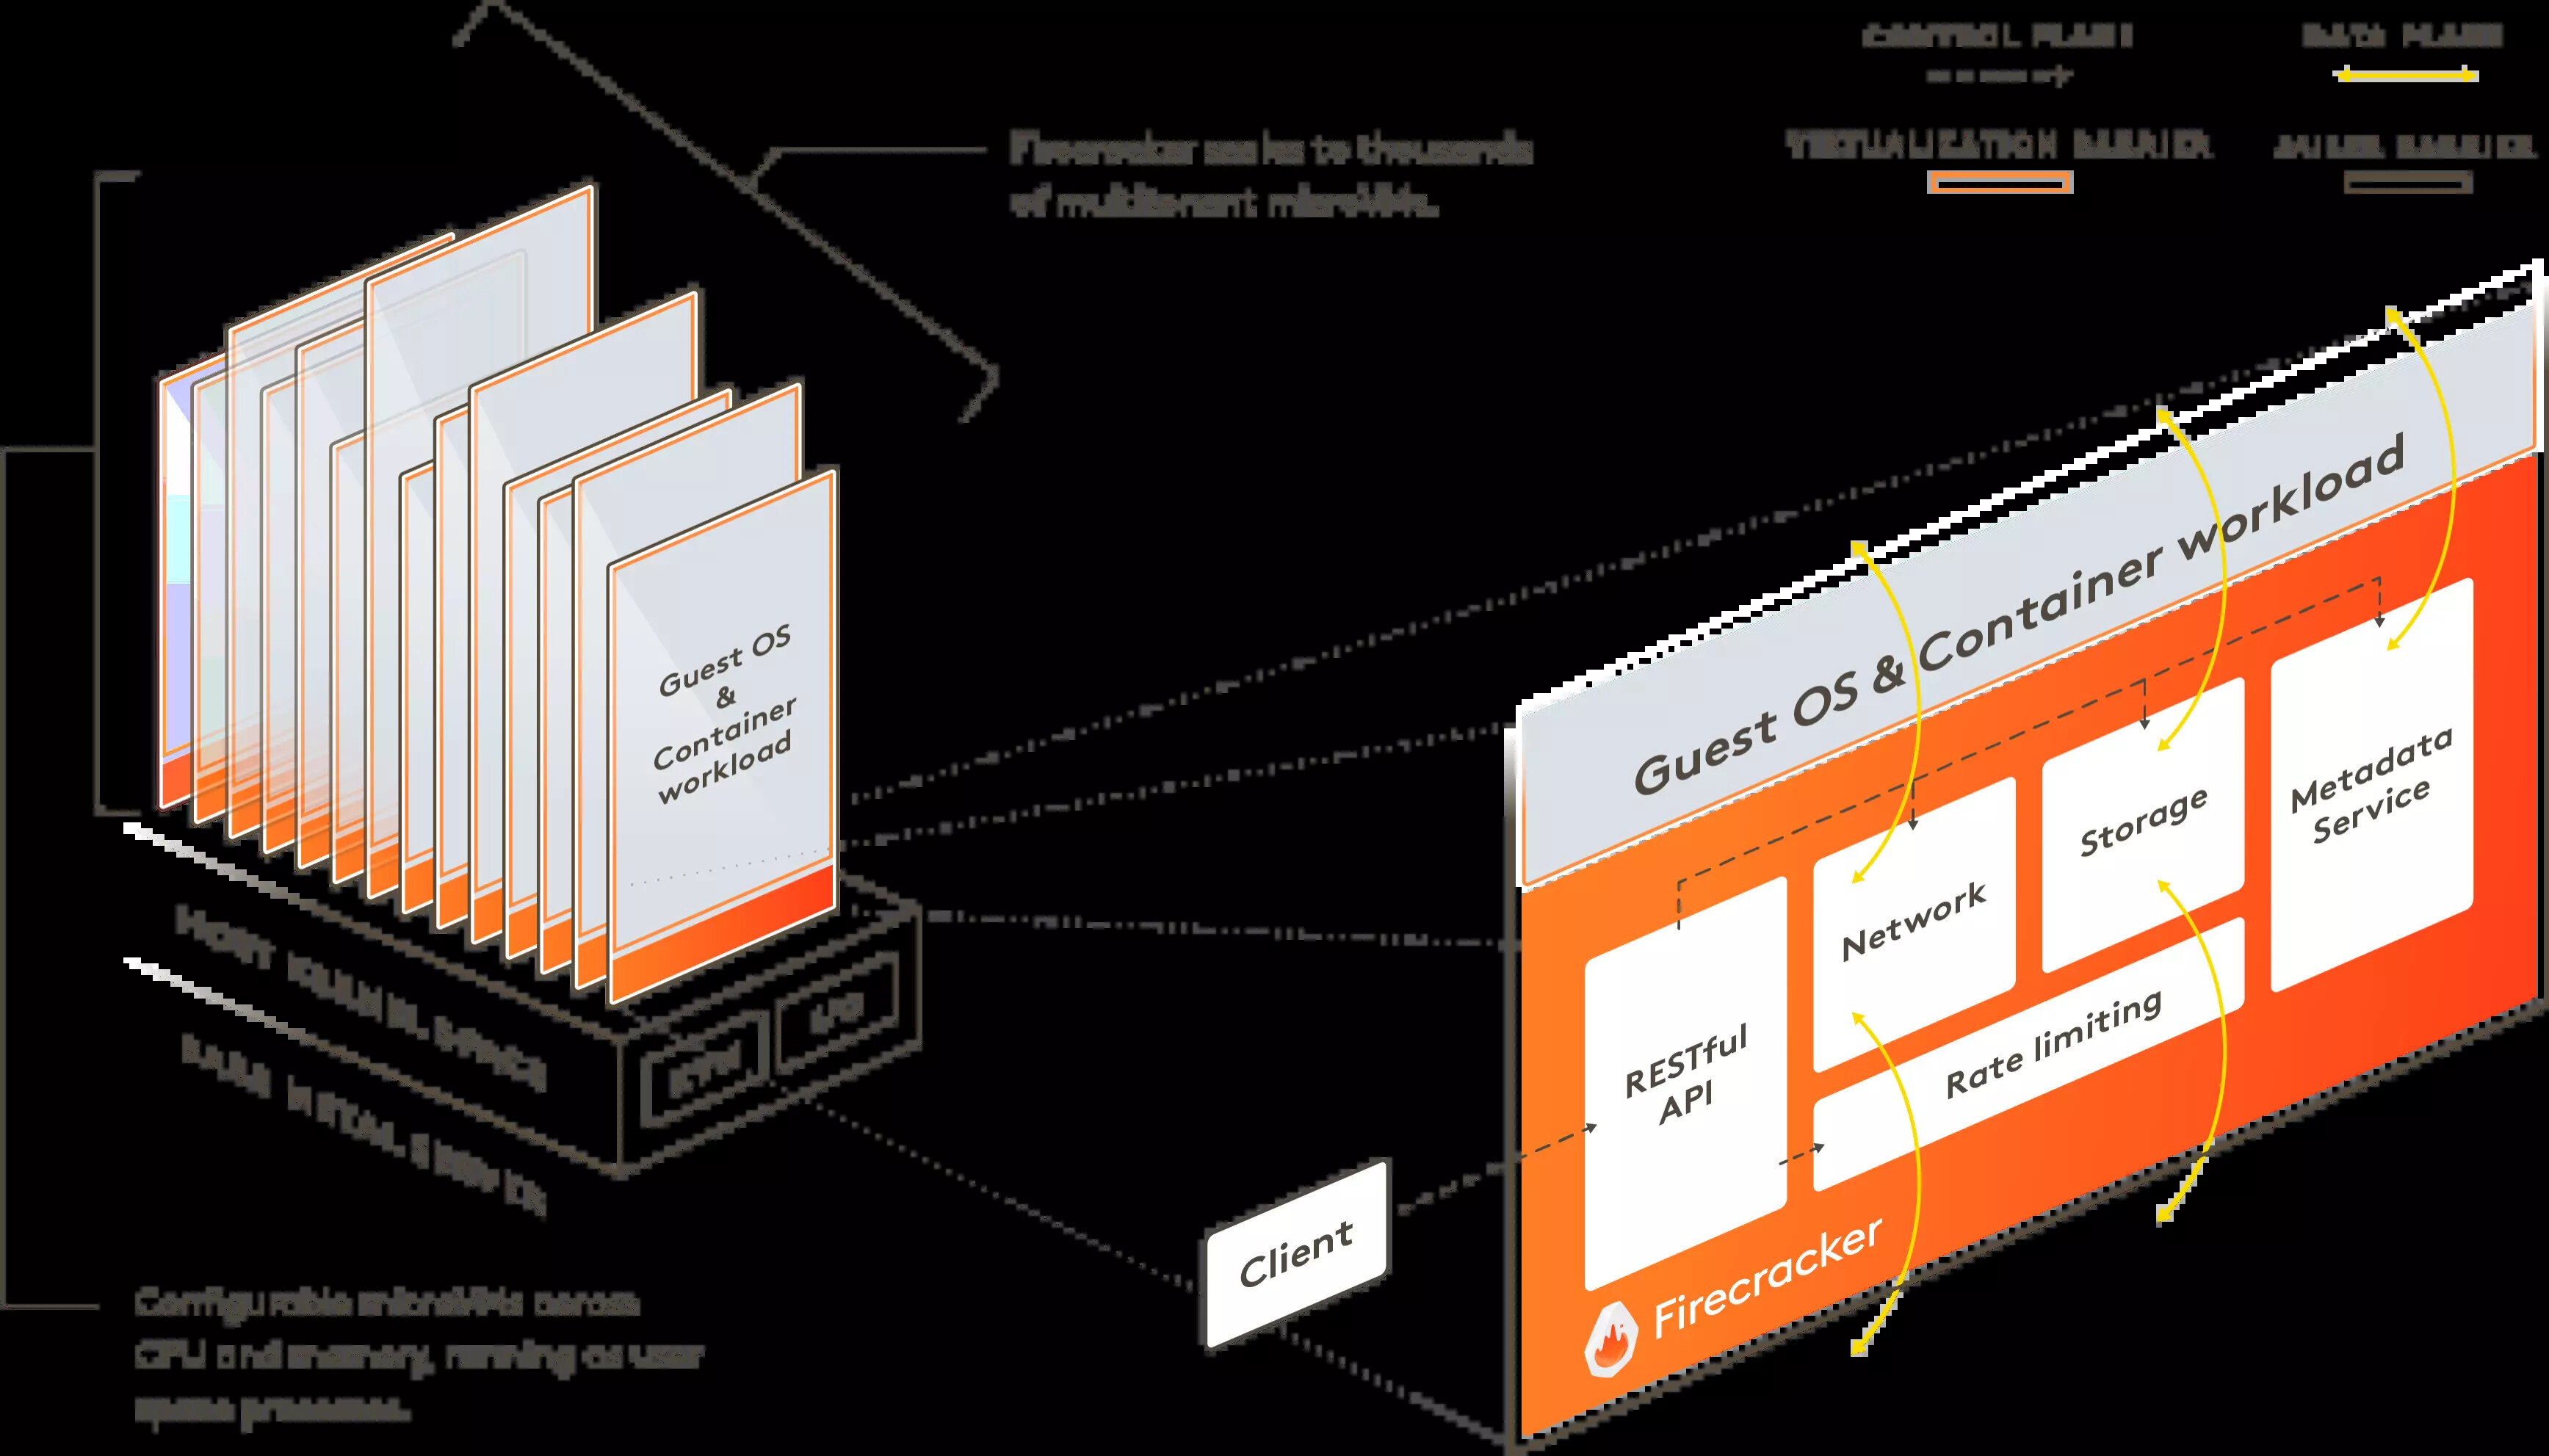 CONTROL PLANE
DATA PLANE
VIRTUALIZATION BARRIER
JAILER BARRIER
Firecracker scales to thousands
of multitenant microVMs.
Guest OS
&
Container
workload
HOST KERNEL SPACE
BARE METAL SERVERS
KVM
I/O
Configurable microVMs across
CPU and memory, running as user
space processes.
Guest OS & Container workload
RESTful
API
Network
Storage
Metadata
Service
Rate limiting
Client
Firecracker